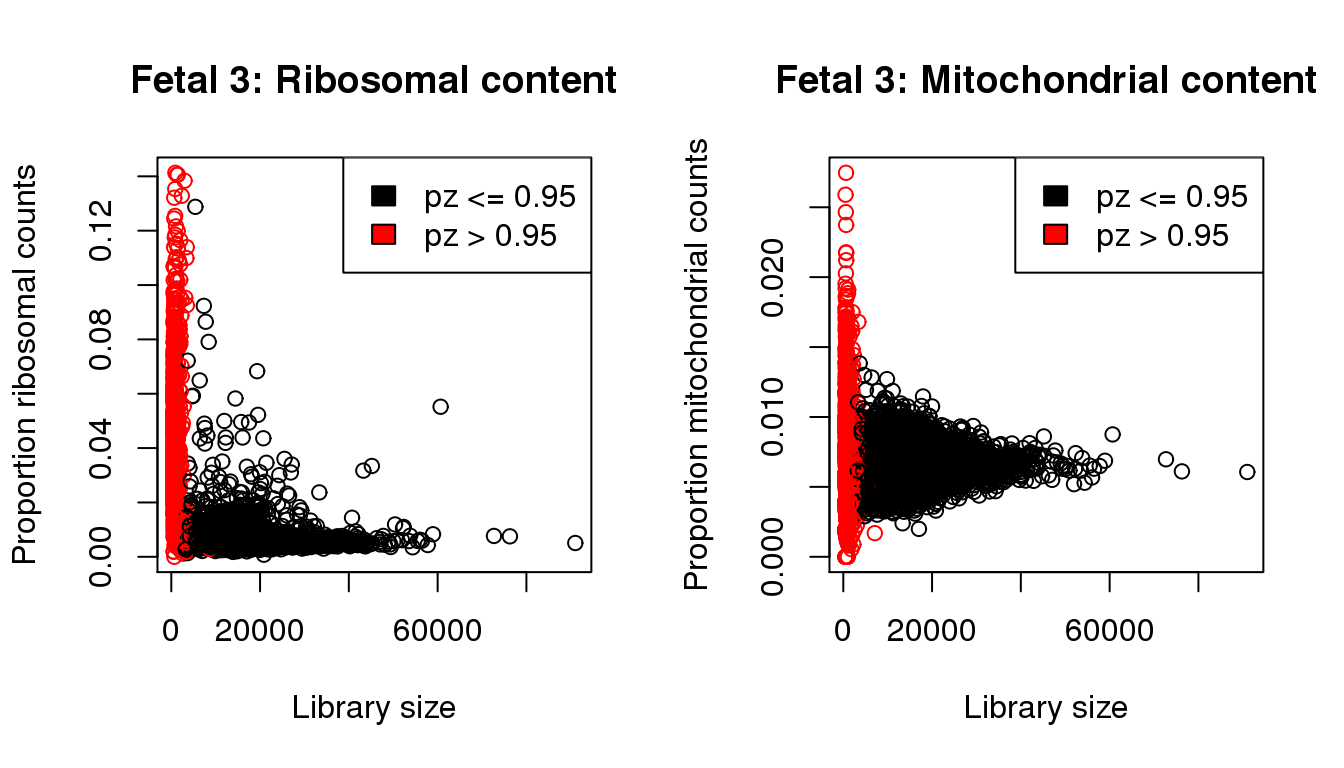 Fetal 3: Ribosomal content
Proportion ribosomal counts
0.12
0.08
0.04
0.00
pz <= 0.95
pz > 0.95
0 20000 60000
Library size
Fetal 3: Mitochondrial content
Proportion mitochondrial counts
0.020
0.010
0.000
pz <= 0.95
pz > 0.95
0 20000 60000
Library size